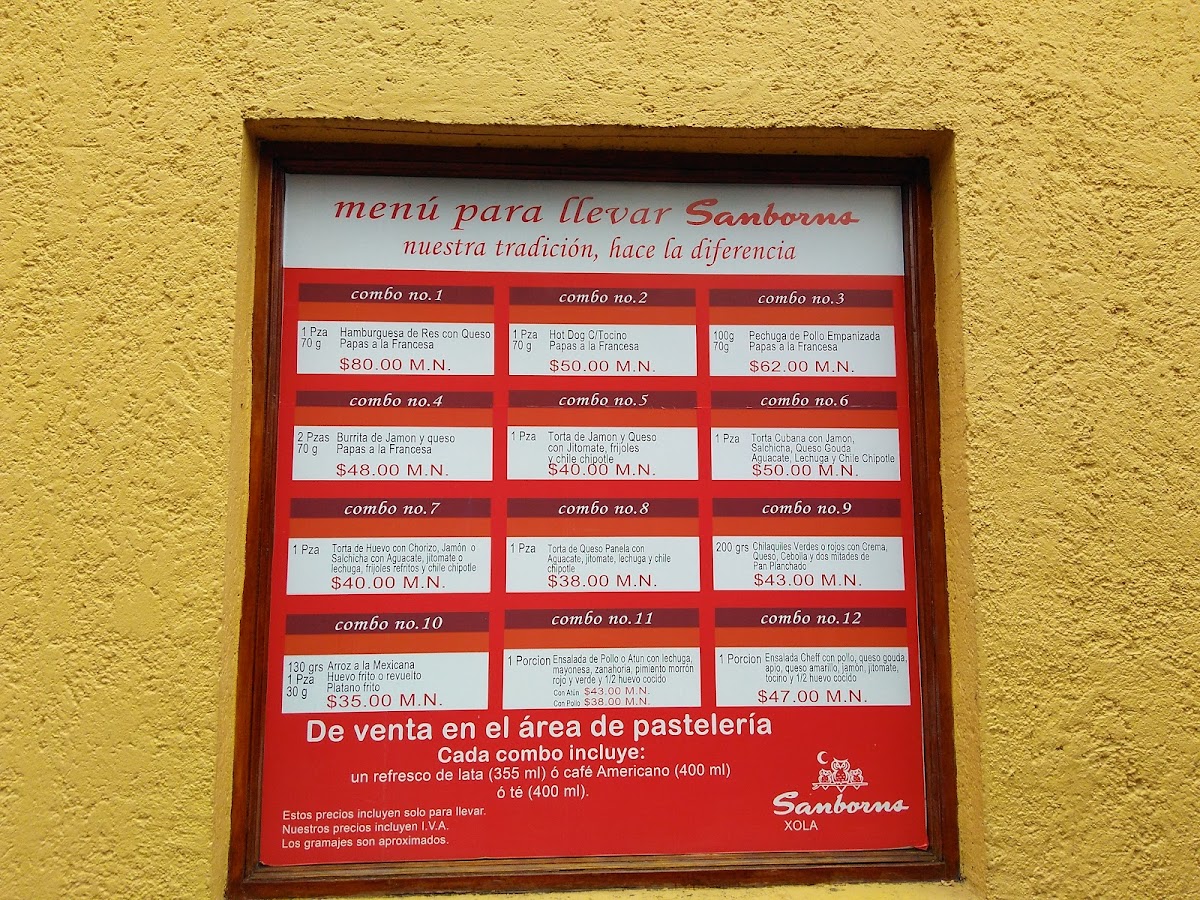 menú para llevar Sanborns
nuestra tradición, hace la diferencia
combo no.1
1 Pza Hamburguesa de Res con Queso
70 g Papas a la Francesa
$80.00 M.N.
combo no.2
1 Pza Hot Dog C/Tocino
70 g Papas a la Francesa
$50.00 M.N.
combo no.3
100g Pechuga de Pollo Empanizada
70g Papas a la Francesa
$62.00 M.N.
combo no.4
2 Pzas Burrita de Jamon y queso
70 g Papas a la Francesa
$48.00 M.N.
combo no.5
1 Pza Torta de Jamon y Queso
con Jitomate, frijoles
y chile chipotle
$40.00 M.N.
combo no.6
1 Pza Torta Cubana con Jamon,
Salchicha, Queso Gouda
Aguacate, Lechuga y Chile Chipotle
$50.00 M.N.
combo no.7
1 Pza Torta de Huevo con Chorizo, Jamón o
Salchicha con Aguacate, jitomate o
lechuga, frijoles refritos y chile chipotle
$40.00 M.N.
combo no.8
1 Pza Torta de Queso Panela con
Aguacate, jitomate, lechuga y chile
chipotle
$38.00 M.N.
combo no.9
200 grs Chilaquiles Verdes o rojos con Crema,
Queso, Cebolla y dos mitades de
Pan Planchado
$43.00 M.N.
combo no.10
130 grs Arroz a la Mexicana
1 Pza Huevo frito o revuelto
30 g Platano frito
$35.00 M.N.
combo no.11
1 Porcion Ensalada de Pollo o Atun con lechuga,
mayonesa, zanahoria, pimiento morrón
rojo y verde y 1/2 huevo cocido
Con Atún $43.00 M.N.
Con Pollo $38.00 M.N.
combo no.12
1 Porcion Ensalada Cheff con pollo, queso gouda,
apio, queso amarillo, jamón, jitomate,
tocino y 1/2 huevo cocido
$47.00 M.N.
De venta en el área de pastelería
Cada combo incluye:
un refresco de lata (355 ml) ó café Americano (400 ml)
ó té (400 ml).
Estos precios incluyen solo para llevar.
Nuestros precios incluyen I.V.A.
Los gramajes son aproximados.
Sanborns
XOLA